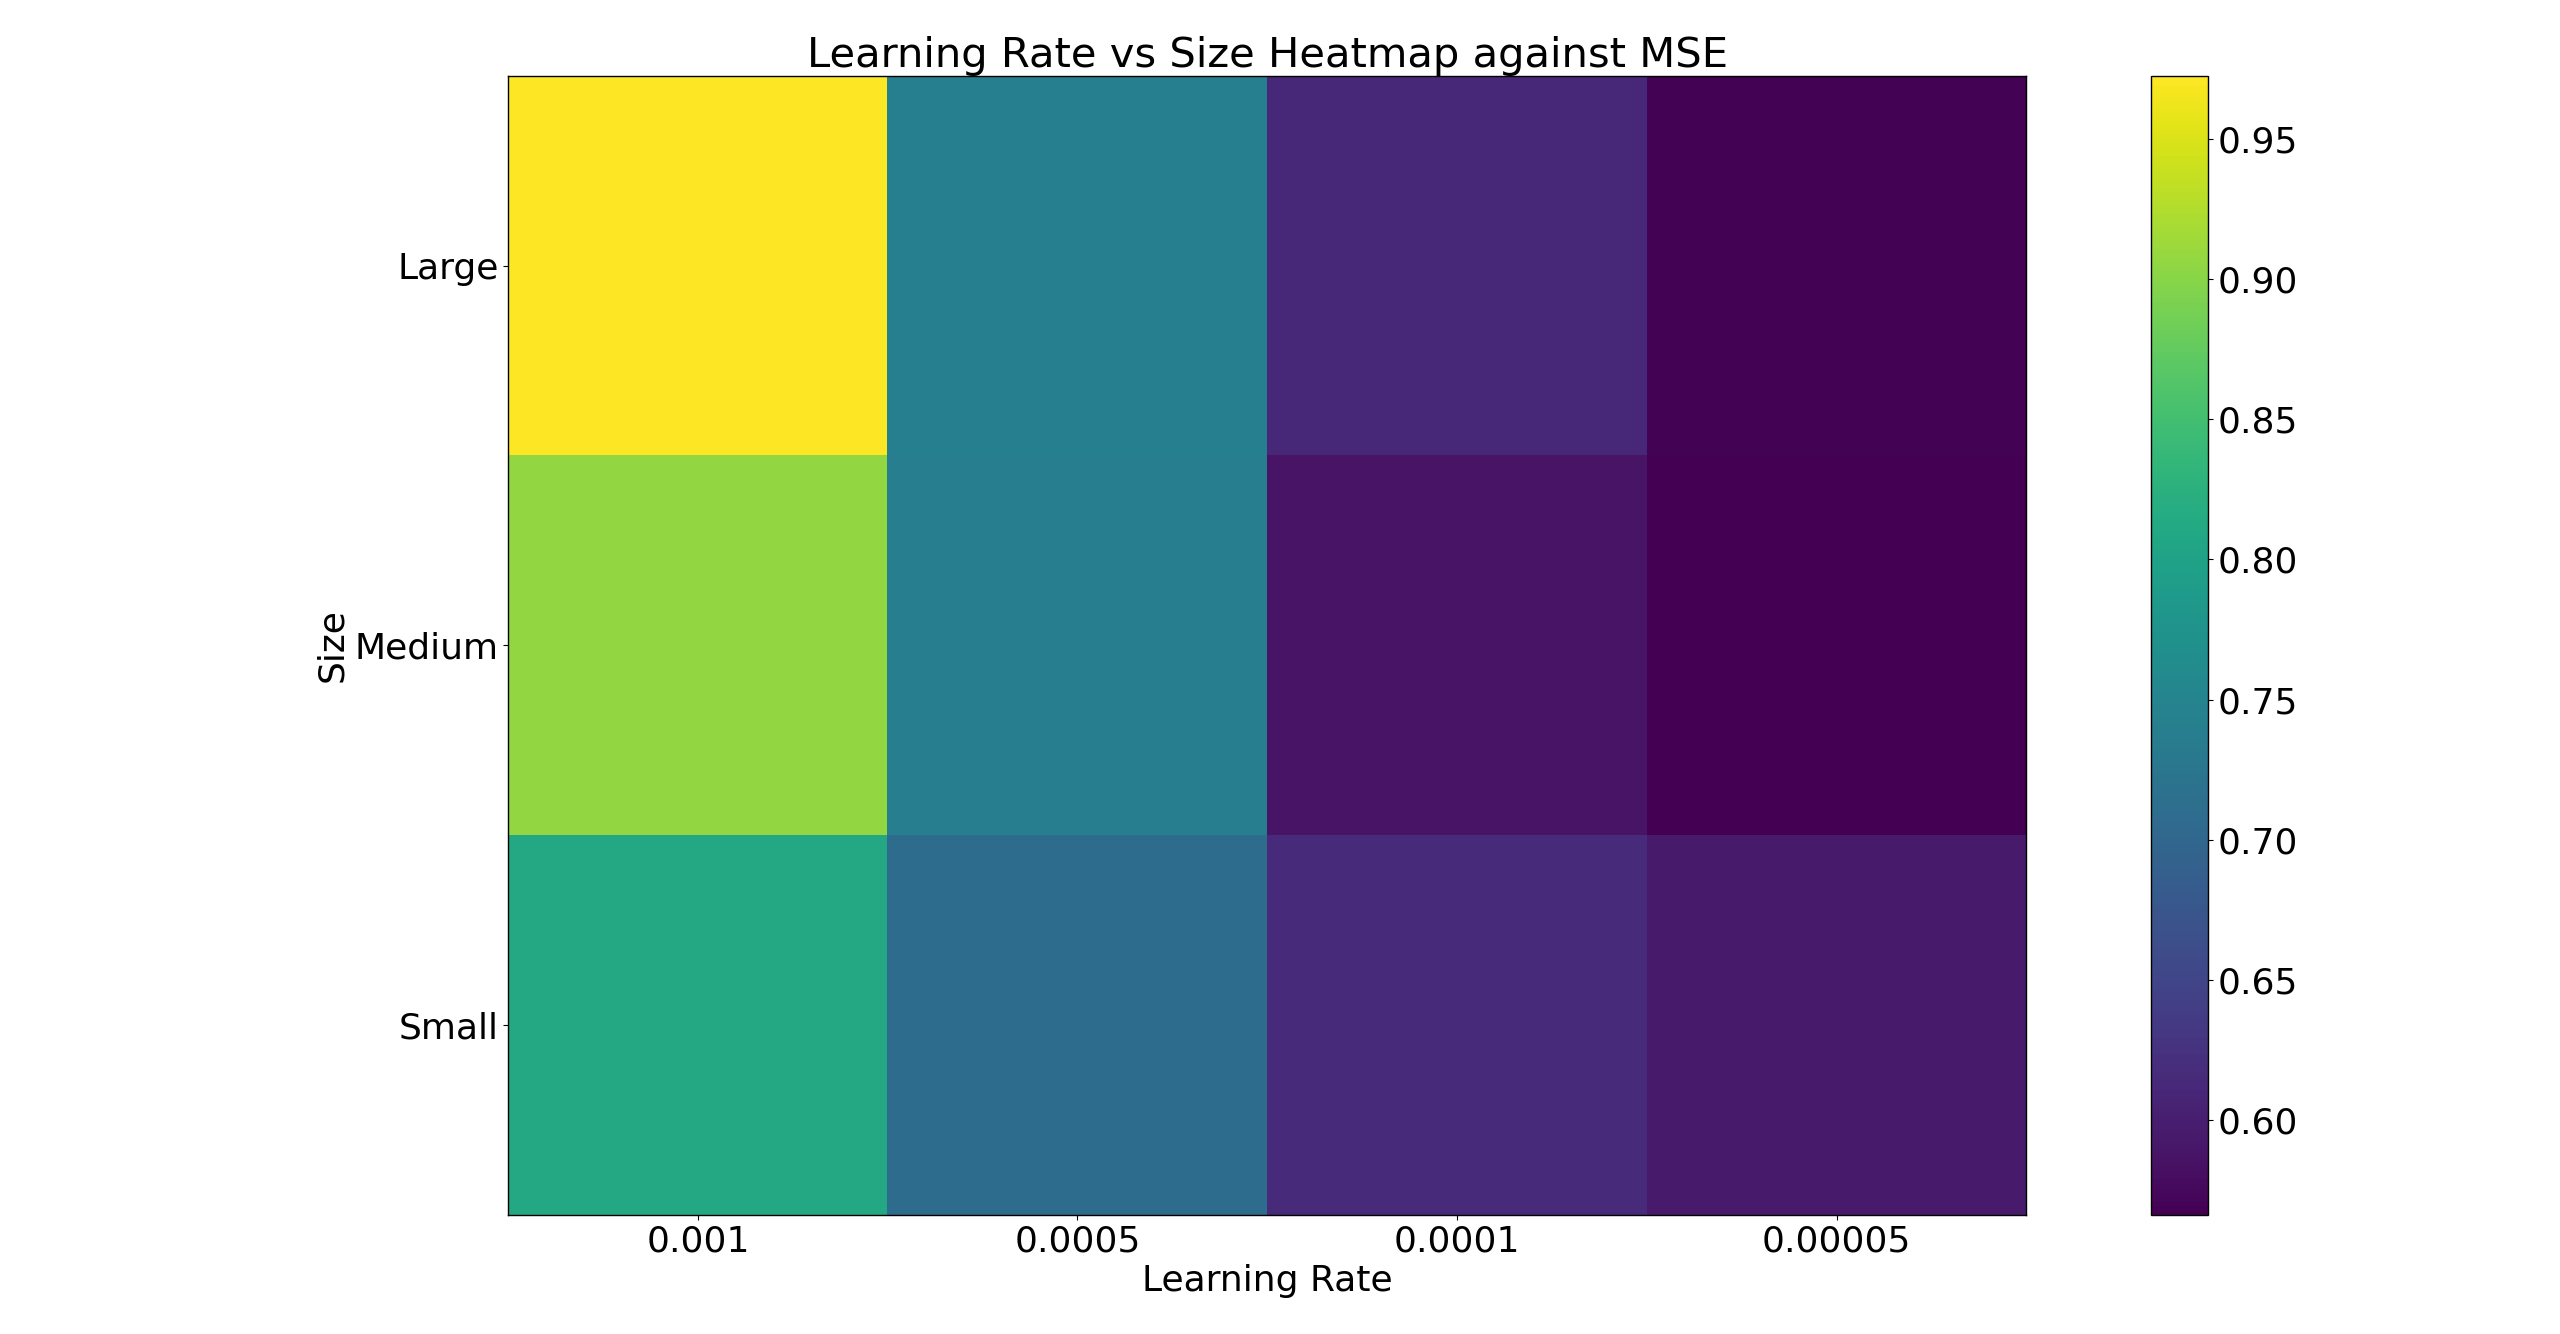 Learning Rate vs Size Heatmap against MSE
Large
Medium
Small
Size
0.001 0.0005 0.0001 0.00005
Learning Rate
0.95
0.90
0.85
0.80
0.75
0.70
0.65
0.60